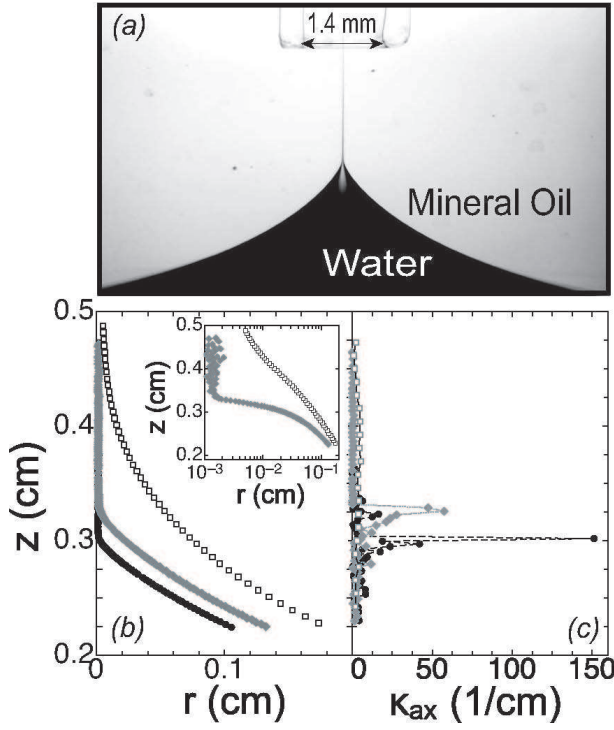 (a)
1.4 mm
Mineral Oil
Water
0.5
0.4
0.3
0.2
z (cm)
0
0.1
r (cm)
(b)
0.5
0.4
0.3
0.2
z (cm)
10⁻³
10⁻²
10⁻¹
r (cm)
(c)
0
50
100
150
κax (1/cm)